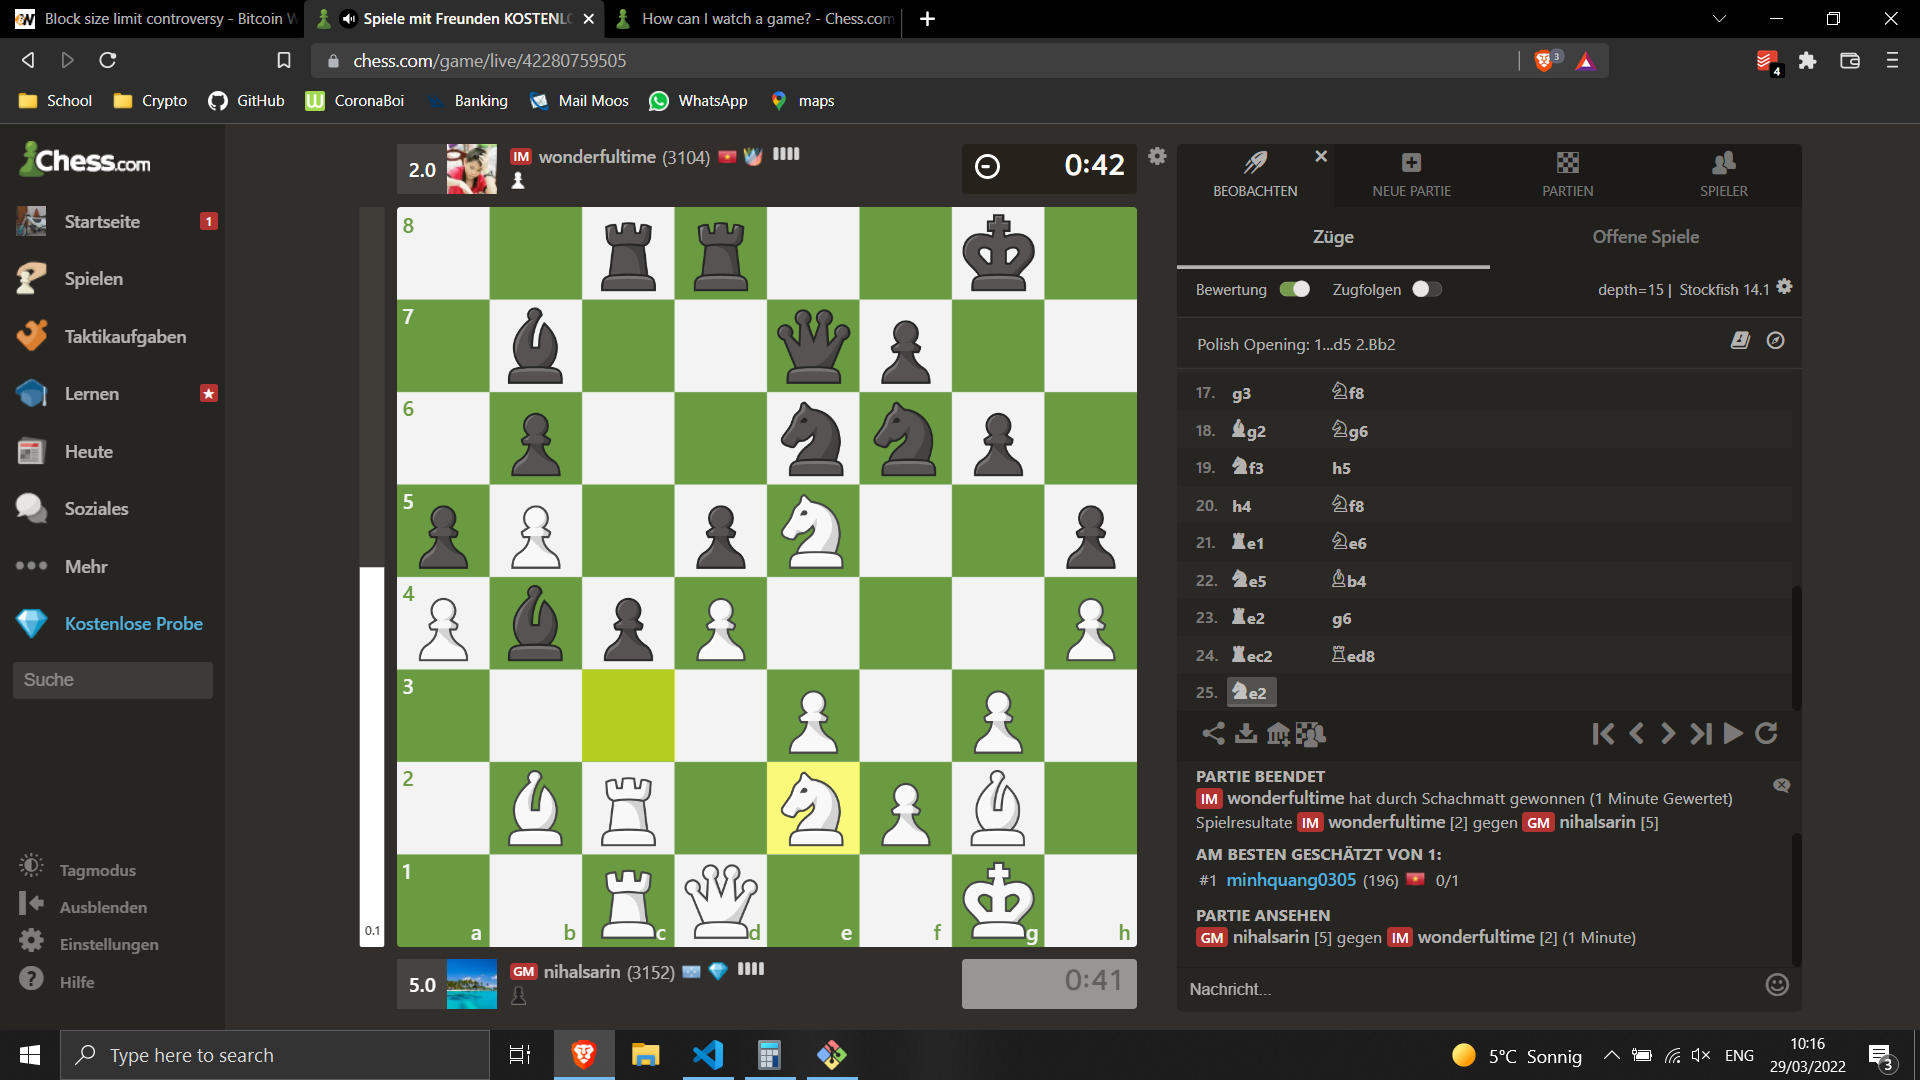 Block size limit controversy - Bitcoin W
Spiele mit Freunden KOSTENLO
How can I watch a game? - Chess.com
chess.com/game/live/42280759505
3
4
School
Crypto
GitHub
CoronaBoi
Banking
Mail Moos
WhatsApp
maps
Chess.com
Startseite
1
Spielen
Taktikaufgaben
Lernen
Heute
Soziales
Mehr
Kostenlose Probe
Suche
Tagmodus
Ausblenden
Einstellungen
Hilfe
2.0
IM wonderfultime (3104)
0:42
8
7
6
5
4
3
2
1
a b c d e f g h
0.1
5.0
GM nihalsarin (3152)
0:41
BEOBACHTEN
NEUE PARTIE
PARTIEN
SPIELER
Züge
Offene Spiele
Bewertung
Zugfolgen
depth=15 | Stockfish 14.1
Polish Opening: 1...d5 2.Bb2
17. g3 f8
18. g2 g6
19. f3 h5
20. h4 f8
21. e1 e6
22. e5 b4
23. e2 g6
24. ec2 ed8
25. e2
PARTIE BEENDET
IM wonderfultime hat durch Schachmatt gewonnen (1 Minute Gewertet)
Spielresultate IM wonderfultime [2] gegen GM nihalsarin [5]
AM BESTEN GESCHÄTZT VON 1:
#1 minhquang0305 (196) 0/1
PARTIE ANSEHEN
GM nihalsarin [5] gegen IM wonderfultime [2] (1 Minute)
Nachricht...
Type here to search
5°C Sonnig
ENG
10:16
29/03/2022
3